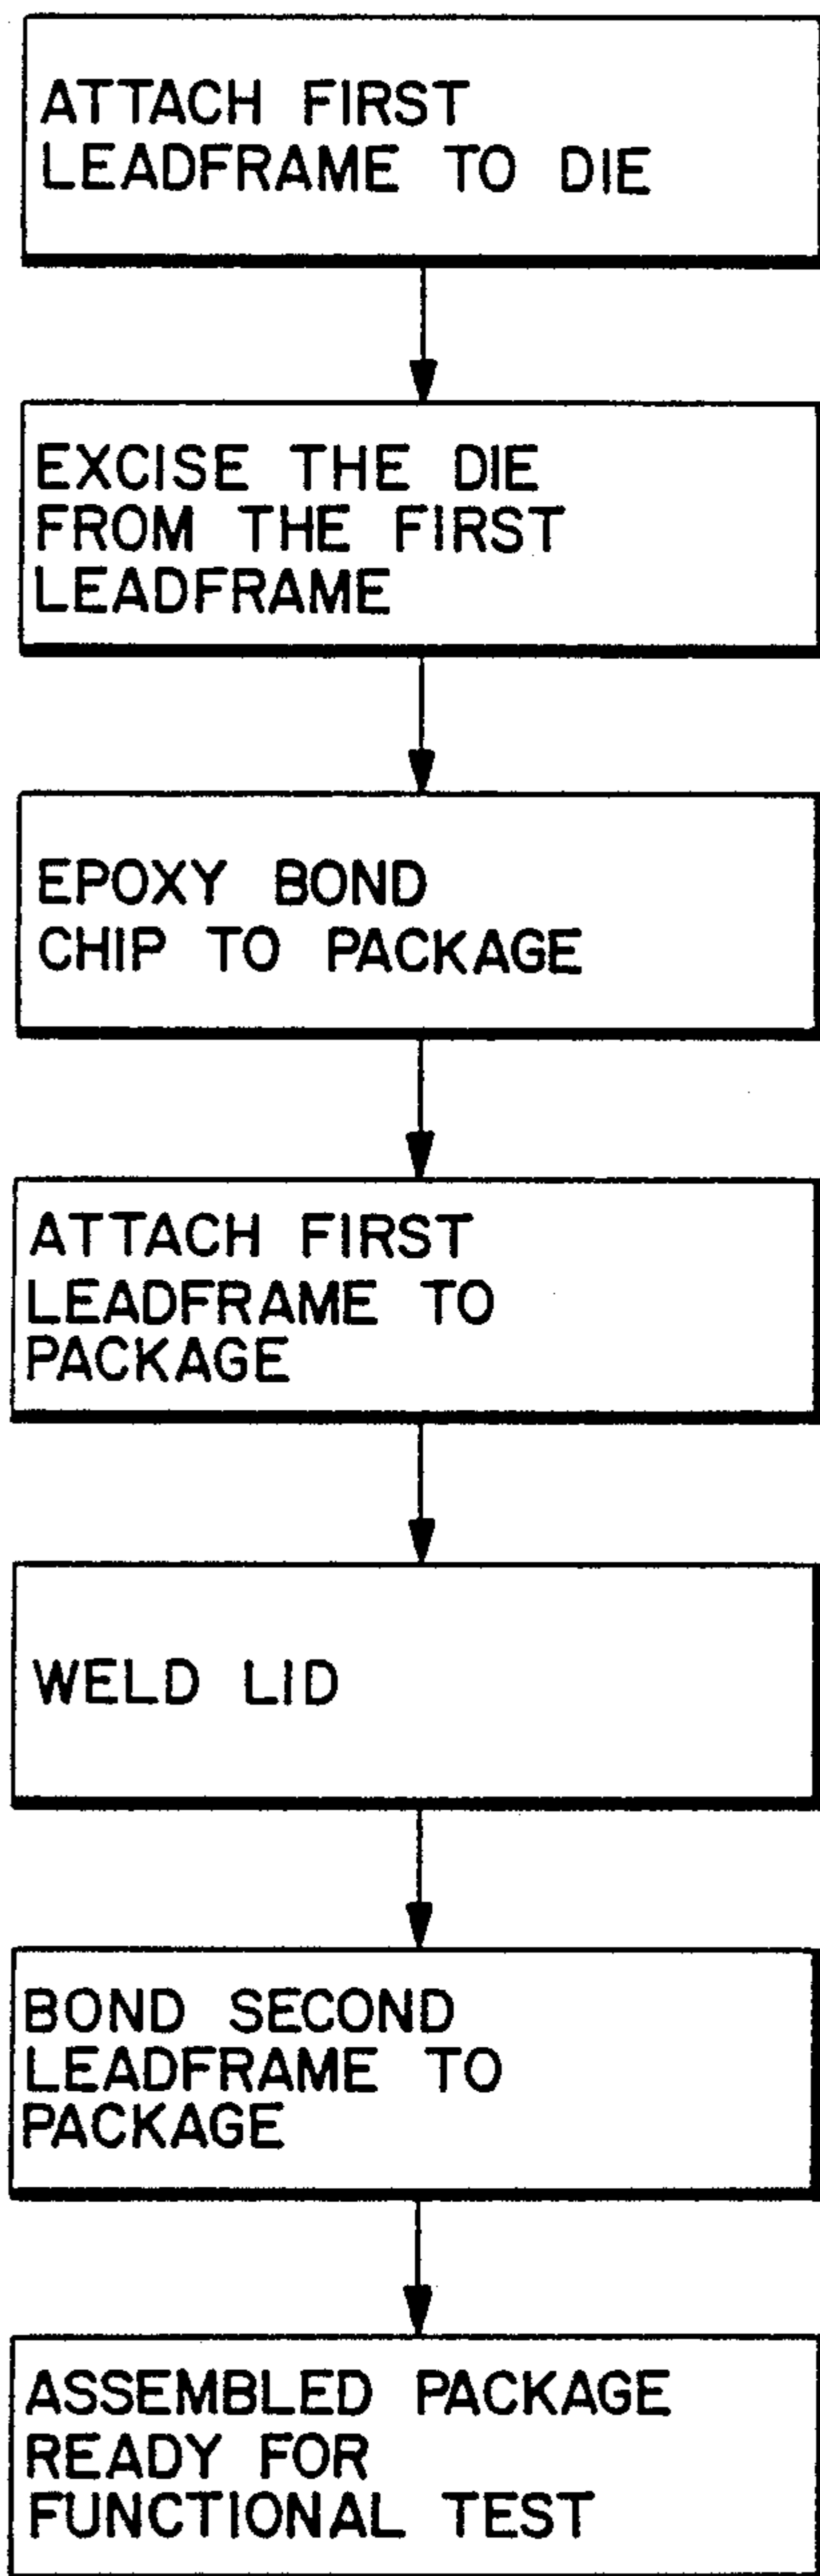 ATTACH FIRST
LEADFRAME TO DIE
EXCISE THE DIE
FROM THE FIRST
LEADFRAME
EPOXY BOND
CHIP TO PACKAGE
ATTACH FIRST
LEADFRAME TO
PACKAGE
WELD LID
BOND SECOND
LEADFRAME TO
PACKAGE
ASSEMBLED PACKAGE
READY FOR
FUNCTIONAL TEST